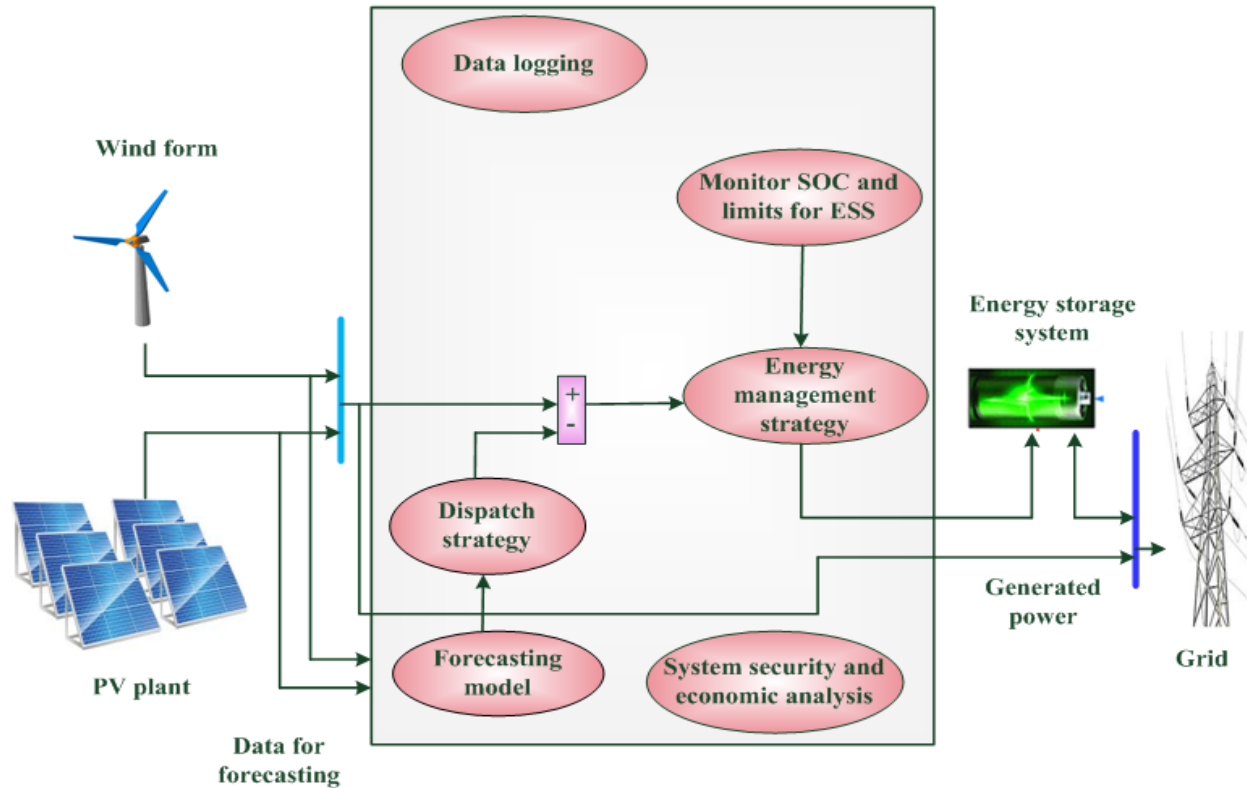 Data logging
Wind form
Monitor SOC and
limits for ESS
Energy storage
system
Energy
management
strategy
+
-
Dispatch
strategy
Generated
power
Forecasting
model
System security and
economic analysis
Grid
PV plant
Data for
forecasting